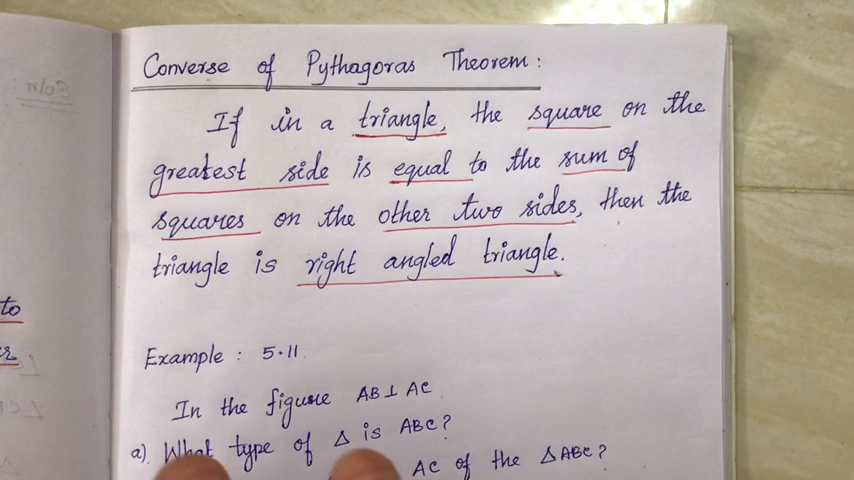 Converse of Pythagoras Theorem :
If in a triangle, the square on the
greatest side is equal to the sum of
squares on the other two sides, then the
triangle is right angled triangle.
Example : 5.11
In the figure AB⊥AC
a). What type of Δ is ABC?
AC of the ΔABC?
to
Soln :